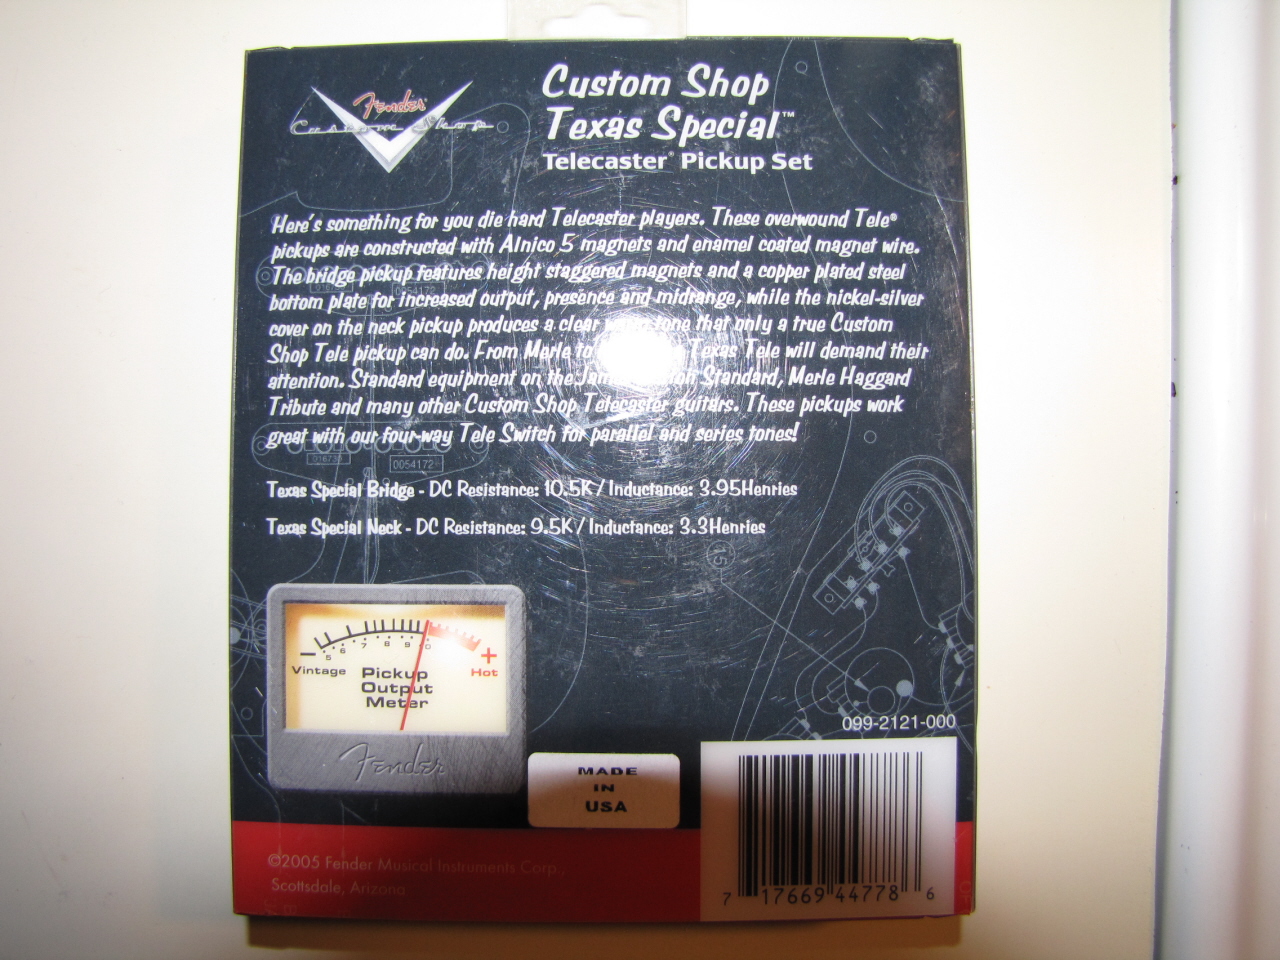 Fender
Custom Shop
Custom Shop
Texas Special™
Telecaster® Pickup Set
Here's something for you die hard Telecaster players. These overwound Tele®
pickups are constructed with Alnico 5 magnets and enamel coated magnet wire.
The bridge pickup features height staggered magnets and a copper plated steel
bottom plate for increased output, presence and midrange, while the nickel-silver
cover on the neck pickup produces a clear warm tone that only a true Custom
Shop Tele pickup can do. From Merle to Texas Tele will demand their
attention. Standard equipment on the Standard, Merle Haggard
Tribute and many other Custom Shop Telecaster guitars. These pickups work
great with our four-way Tele Switch for parallel and series tones!
0054172
Texas Special Bridge - DC Resistance: 10.5K / Inductance: 3.95Henries
Texas Special Neck - DC Resistance: 9.5K / Inductance: 3.3Henries
5 6 7 8 9 10
− +
Vintage Hot
Pickup
Output
Meter
Fender
099-2121-000
MADE
IN
USA
7 17669 44778 6
©2005 Fender Musical Instruments Corp.,
Scottsdale, Arizona